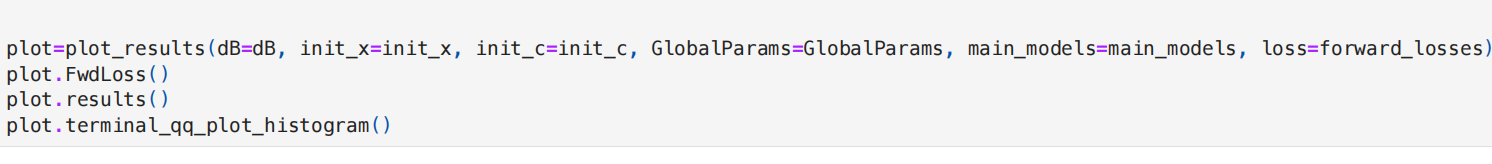 plot=plot_results(dB=dB, init_x=init_x, init_c=init_c, GlobalParams=GlobalParams, main_models=main_models, loss=forward_losses)
plot.FwdLoss()
plot.results()
plot.terminal_qq_plot_histogram()